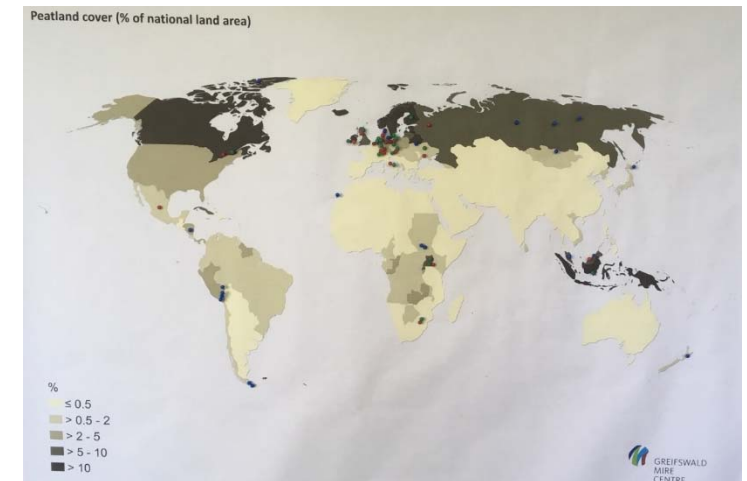 Peatland cover (% of national land area)
%
≤ 0.5
> 0.5 - 2
> 2 - 5
> 5 - 10
> 10
GREIFSWALD
MIRE
CENTRE